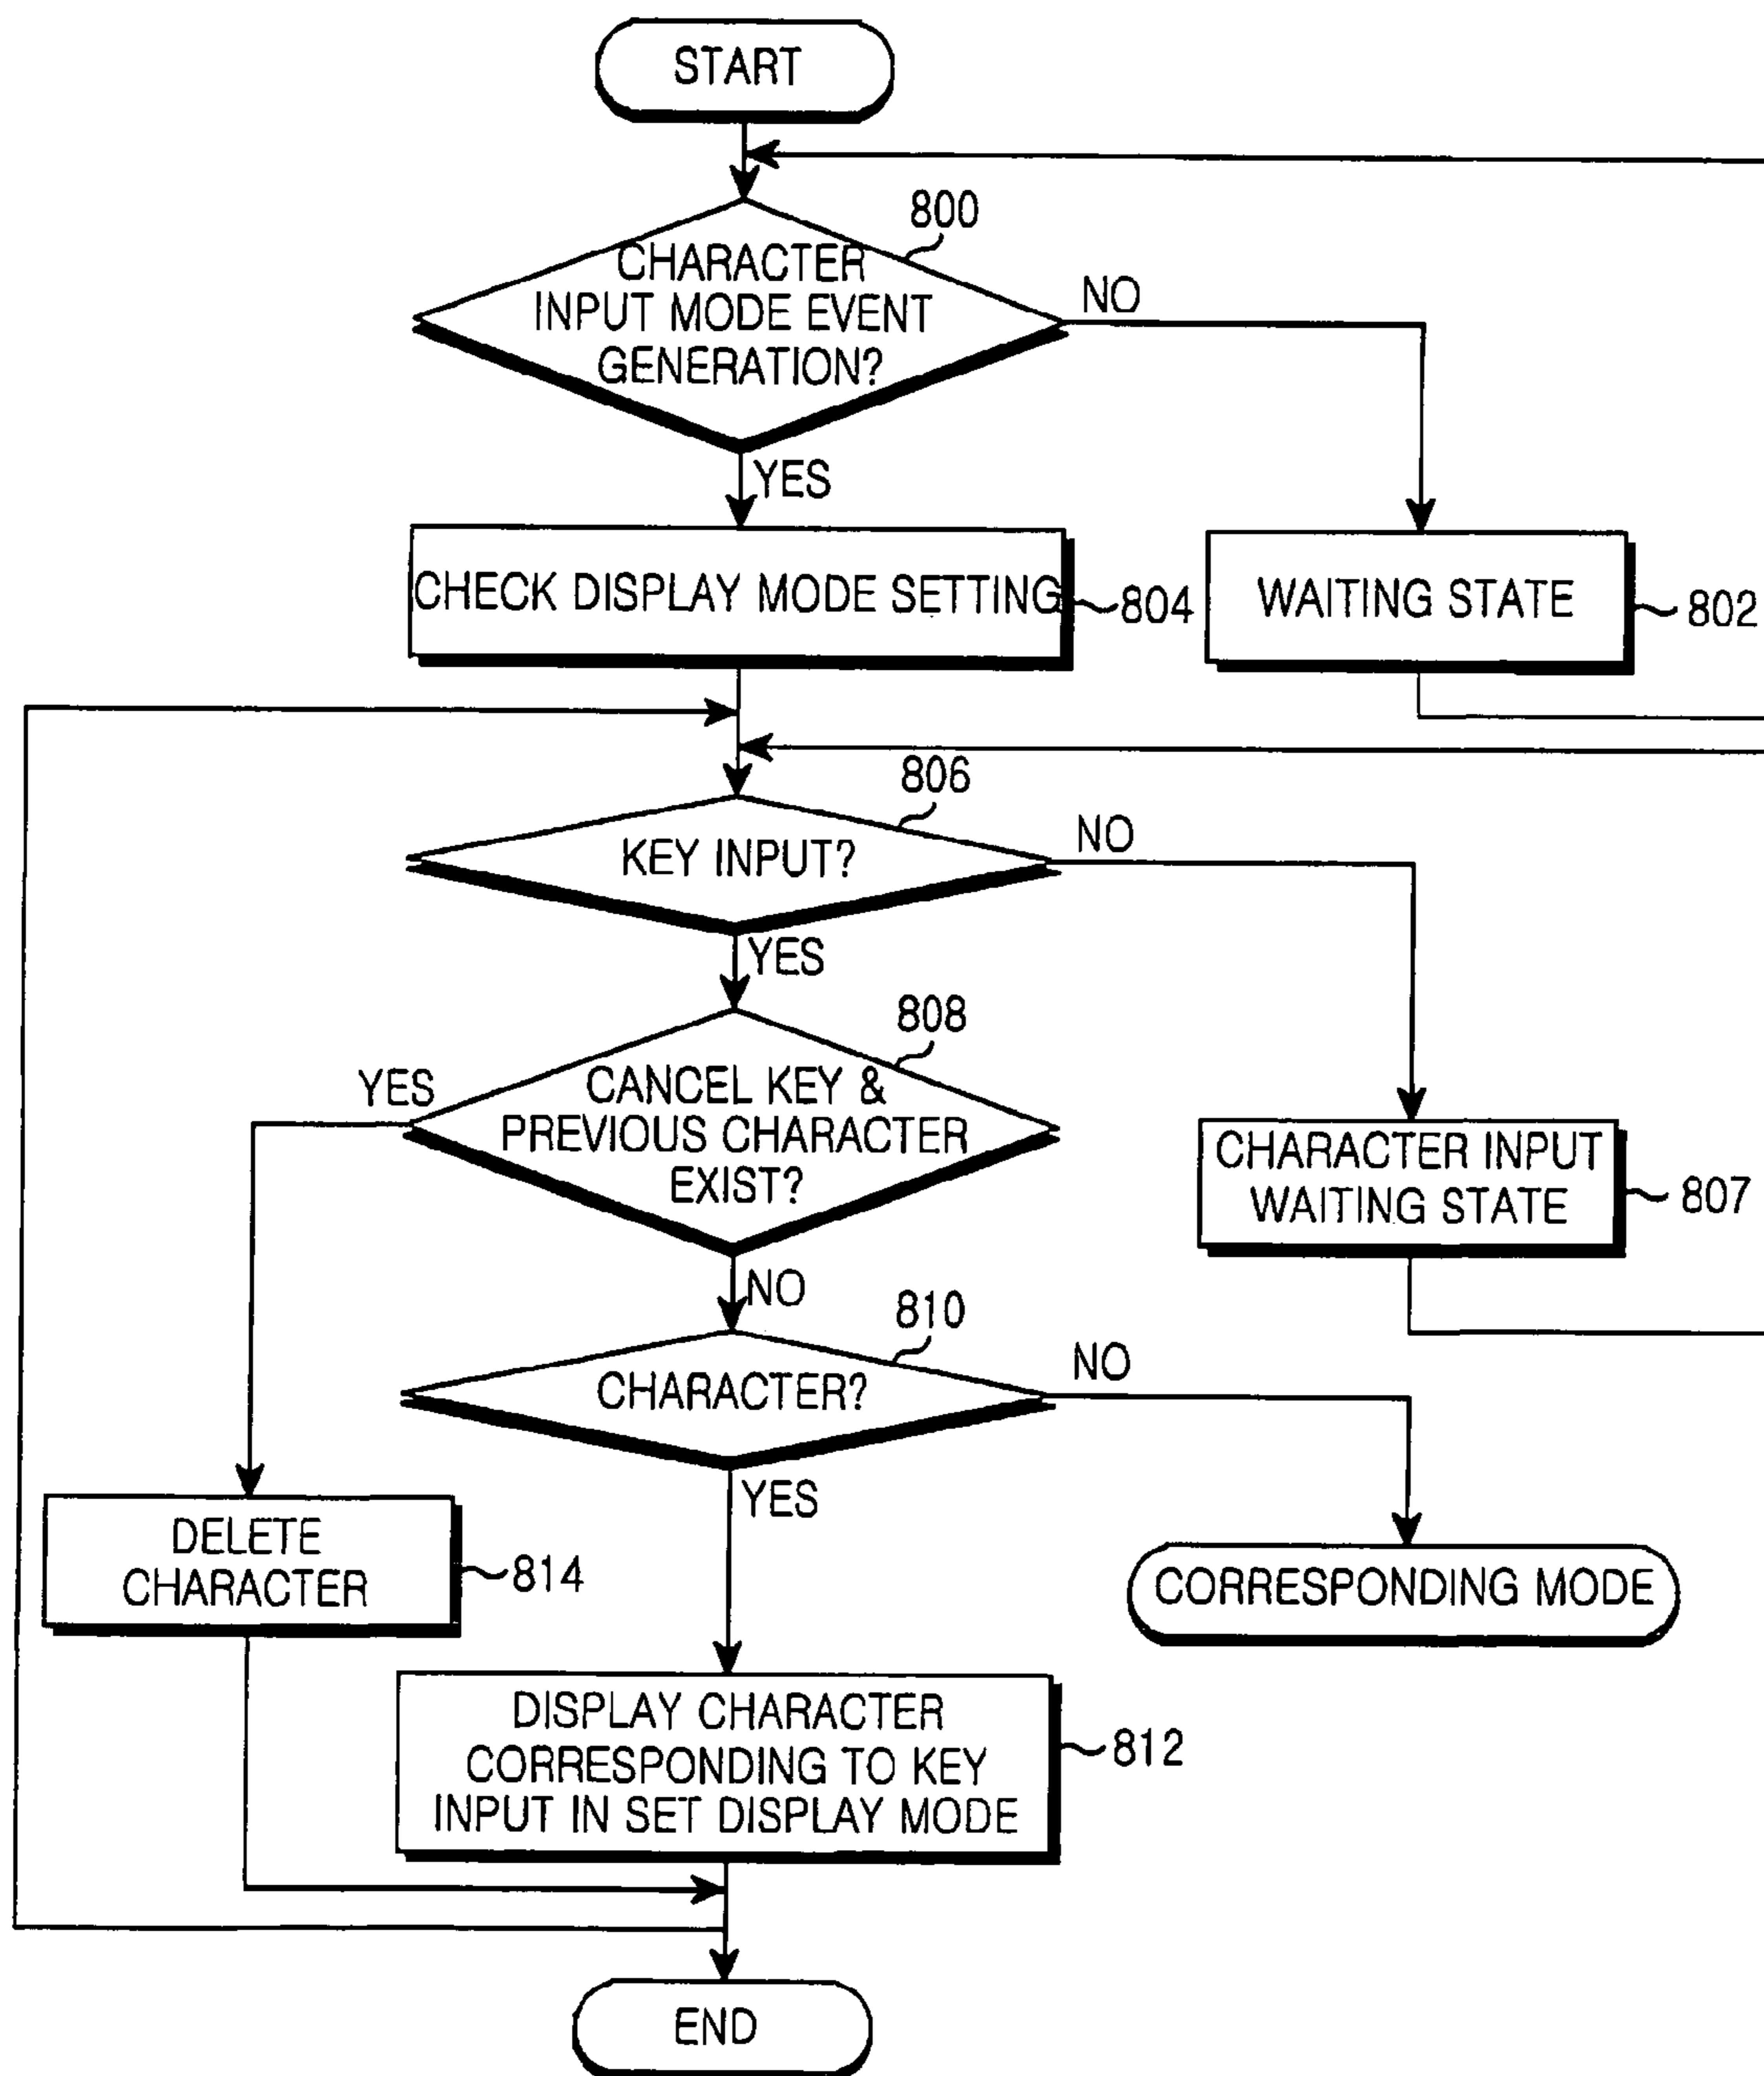 START
800
CHARACTER
INPUT MODE EVENT
GENERATION?
NO
YES
CHECK DISPLAY MODE SETTING
804
WAITING STATE
802
806
KEY INPUT?
NO
YES
808
YES
CANCEL KEY &
PREVIOUS CHARACTER
EXIST?
CHARACTER INPUT
WAITING STATE
807
NO
810
CHARACTER?
NO
YES
DELETE
CHARACTER
814
CORRESPONDING MODE
DISPLAY CHARACTER
CORRESPONDING TO KEY
INPUT IN SET DISPLAY MODE
812
END